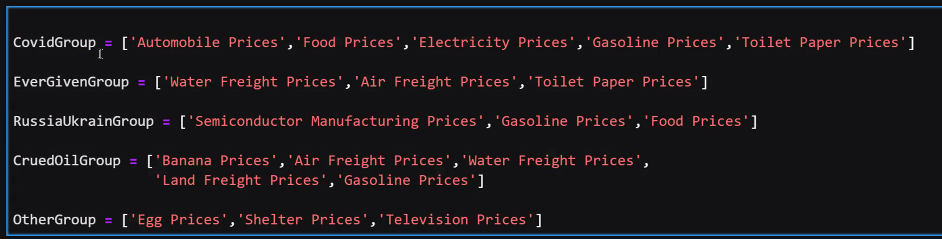 CovidGroup = ['Automobile Prices','Food Prices','Electricity Prices','Gasoline Prices','Toilet Paper Prices']
EverGivenGroup = ['Water Freight Prices','Air Freight Prices','Toilet Paper Prices']
RussiaUkrainGroup = ['Semiconductor Manufacturing Prices','Gasoline Prices','Food Prices']
CruedOilGroup = ['Banana Prices','Air Freight Prices','Water Freight Prices',
'Land Freight Prices','Gasoline Prices']
OtherGroup = ['Egg Prices','Shelter Prices','Television Prices']